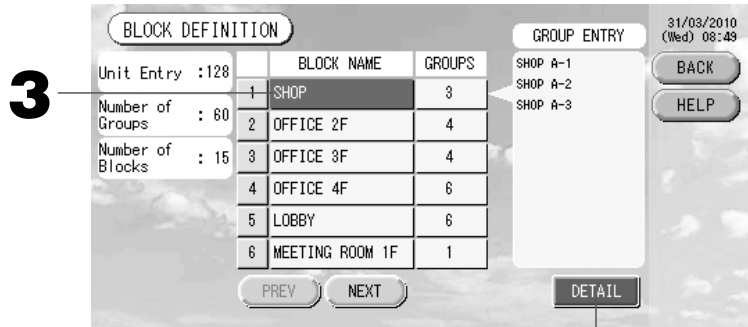 BLOCK DEFINITION
31/03/2010
(Wed) 08:49
Unit Entry :128
Number of Groups : 60
Number of Blocks : 15
3
BLOCK NAME GROUPS
1 SHOP 3
2 OFFICE 2F 4
3 OFFICE 3F 4
4 OFFICE 4F 6
5 LOBBY 6
6 MEETING ROOM 1F 1
PREV NEXT
GROUP ENTRY
SHOP A-1
SHOP A-2
SHOP A-3
BACK
HELP
DETAIL